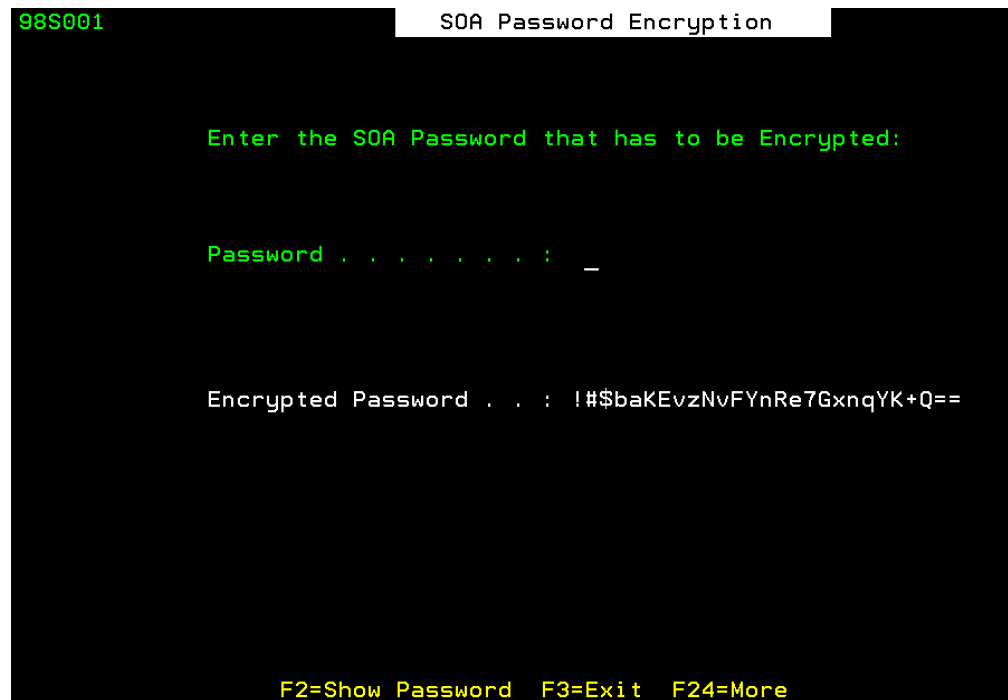 98S001 SOA Password Encryption
Enter the SOA Password that has to be Encrypted:
Password . . . . . . . : _
Encrypted Password . . : !#$baKEvzNvFYnRe7GxnqYK+Q==
F2=Show Password F3=Exit F24=More